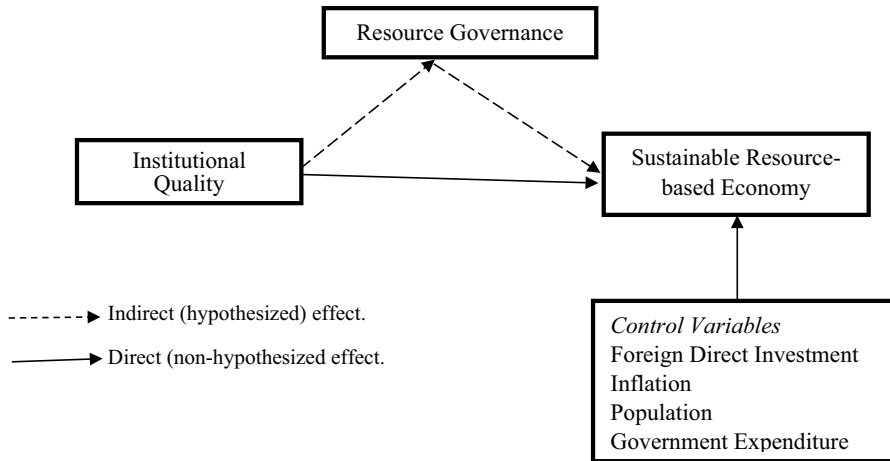 Resource Governance
Institutional
Quality
Sustainable Resource-
based Economy
Indirect (hypothesized) effect.
Direct (non-hypothesized effect.
Control Variables
Foreign Direct Investment
Inflation
Population
Government Expenditure